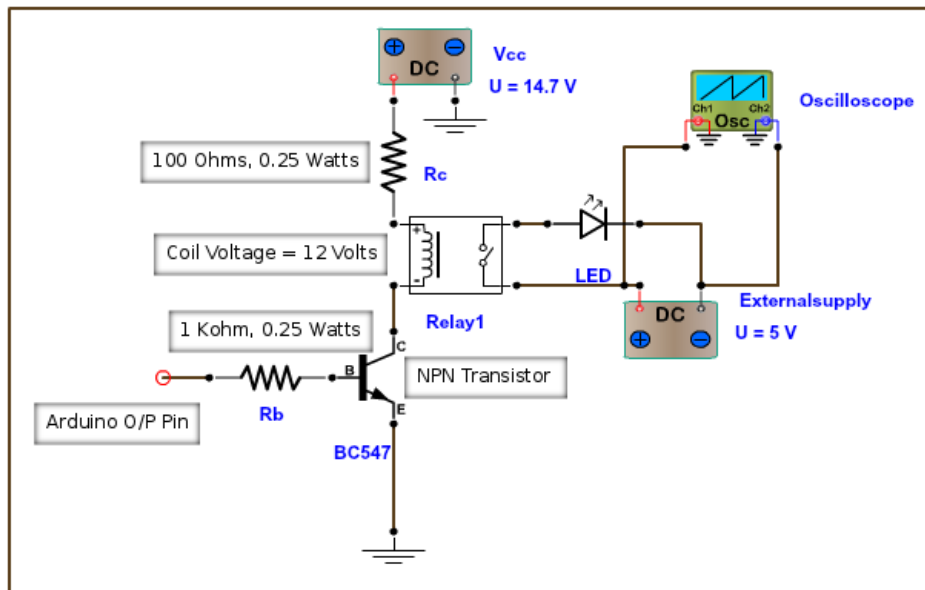 Vcc
DC
U = 14.7 V
Oscilloscope
Ch1
Ch2
Osc
100 Ohms, 0.25 Watts
Rc
Coil Voltage = 12 Volts
+
-
LED
Relay1
Externalsupply
DC
U = 5 V
1 Kohm, 0.25 Watts
C
B
NPN Transistor
E
Arduino O/P Pin
Rb
BC547